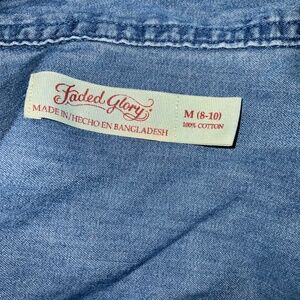 Faded Glory
MADE IN/HECHO EN BANGLADESH
M (8-10)
100% COTTON